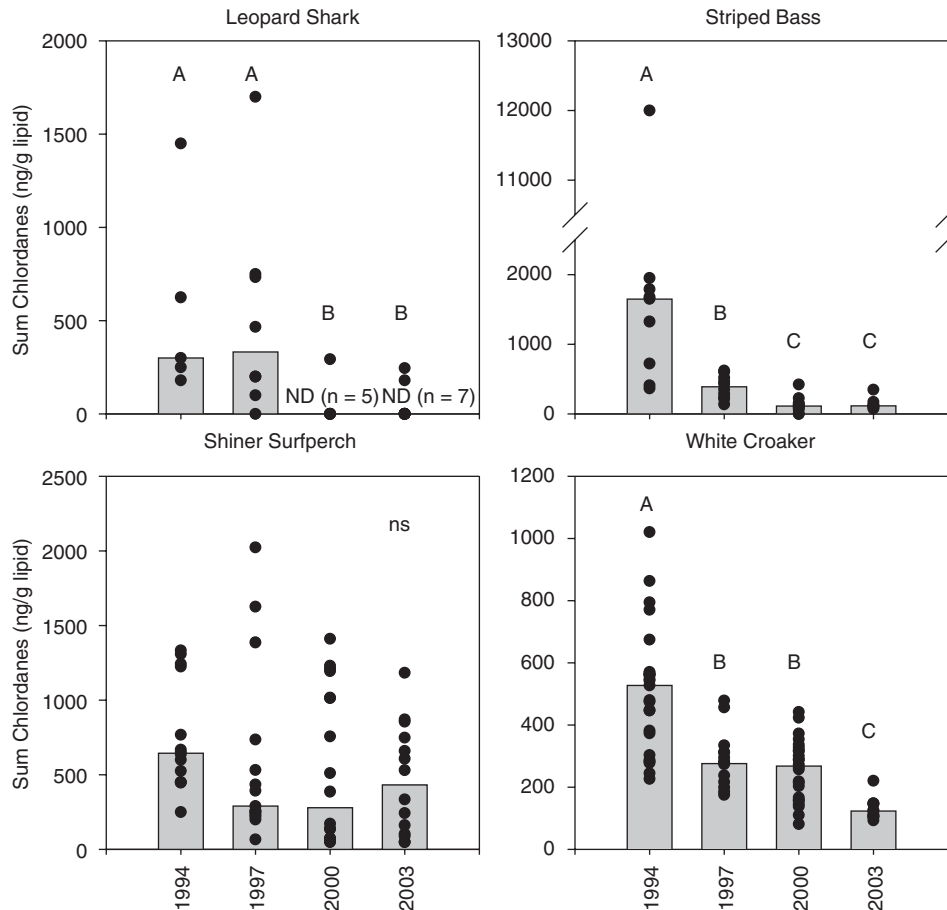 Leopard Shark
Striped Bass
Sum Chlordanes (ng/g lipid)
2000
1500
1000
500
0
A
A
B
B
ND (n = 5)
ND (n = 7)
13000
12000
11000
2000
1000
0
A
B
C
C
Shiner Surfperch
White Croaker
Sum Chlordanes (ng/g lipid)
2500
2000
1500
1000
500
0
ns
1994
1997
2000
2003
1200
1000
800
600
400
200
0
A
B
B
C
1994
1997
2000
2003